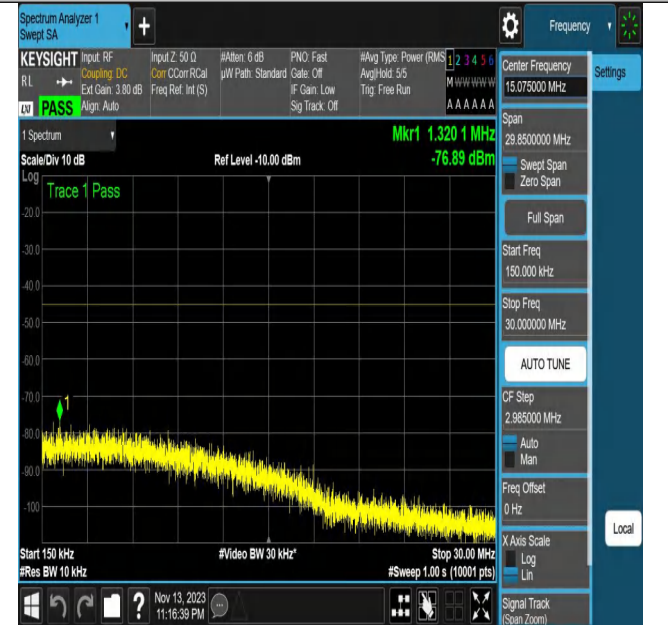 Spectrum Analyzer 1
Swept SA
+
Frequency
KEYSIGHT
RL
LXI
PASS
Input: RF
Coupling: DC
Ext Gain: 3.80 dB
Align: Auto
Input Z: 50 Ω
Corr CCorr RCal
Freq Ref: Int (S)
#Atten: 6 dB
µW Path: Standard
PNO: Fast
Gate: Off
IF Gain: Low
Sig Track: Off
#Avg Type: Power (RMS
Avg|Hold: 5/5
Trig: Free Run
1 2 3 4 5 6
M W W W W W
A A A A A A
1 Spectrum
Scale/Div 10 dB
Log
Ref Level -10.00 dBm
Mkr1 1.320 1 MHz
-76.89 dBm
Trace 1 Pass
-20.0
-30.0
-40.0
-50.0
-60.0
-70.0
-80.0
-90.0
-100
1
Start 150 kHz
#Res BW 10 kHz
#Video BW 30 kHz*
Stop 30.00 MHz
#Sweep 1.00 s (10001 pts)
Center Frequency
15.075000 MHz
Span
29.8500000 MHz
Swept Span
Zero Span
Full Span
Start Freq
150.000 kHz
Stop Freq
30.000000 MHz
AUTO TUNE
CF Step
2.985000 MHz
Auto
Man
Freq Offset
0 Hz
X Axis Scale
Log
Lin
Signal Track
(Span Zoom)
Settings
Local
?
Nov 13, 2023
11:16:39 PM